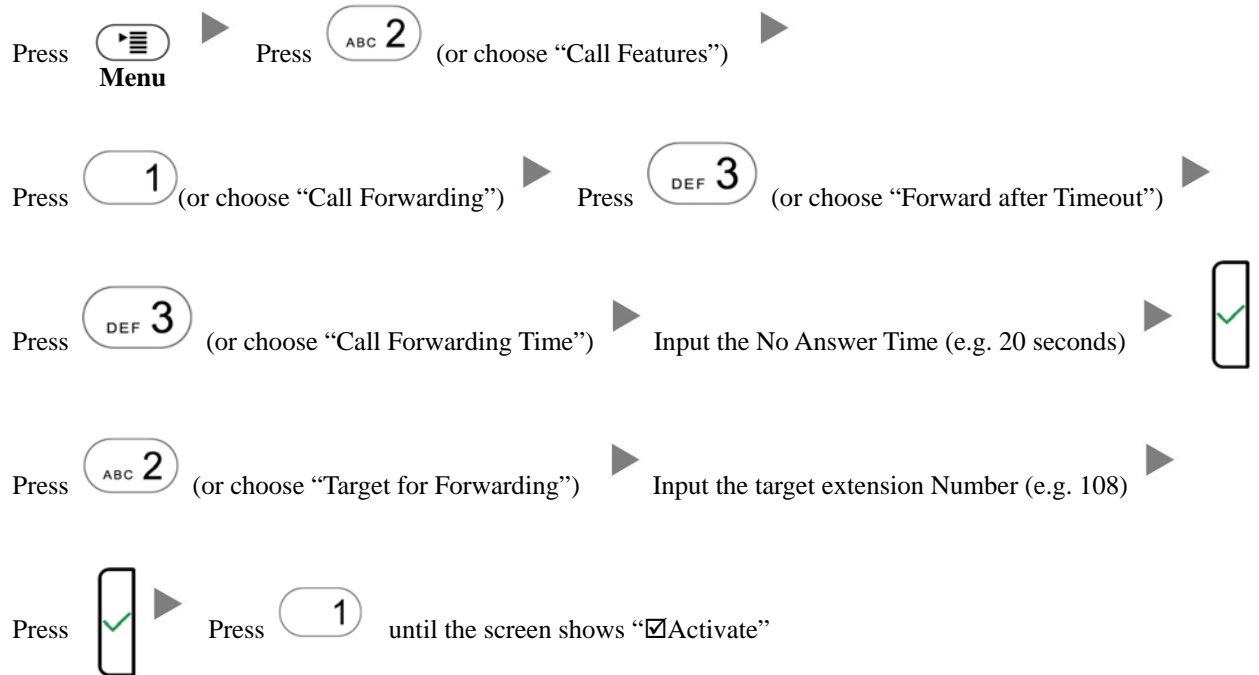 Press Press ABC 2 (or choose “Call Features”)
Menu
Press 1 (or choose “Call Forwarding”) Press DEF 3 (or choose “Forward after Timeout”)
Press DEF 3 (or choose “Call Forwarding Time”) Input the No Answer Time (e.g. 20 seconds)
Press ABC 2 (or choose “Target for Forwarding”) Input the target extension Number (e.g. 108)
Press Press 1 until the screen shows “☑Activate”